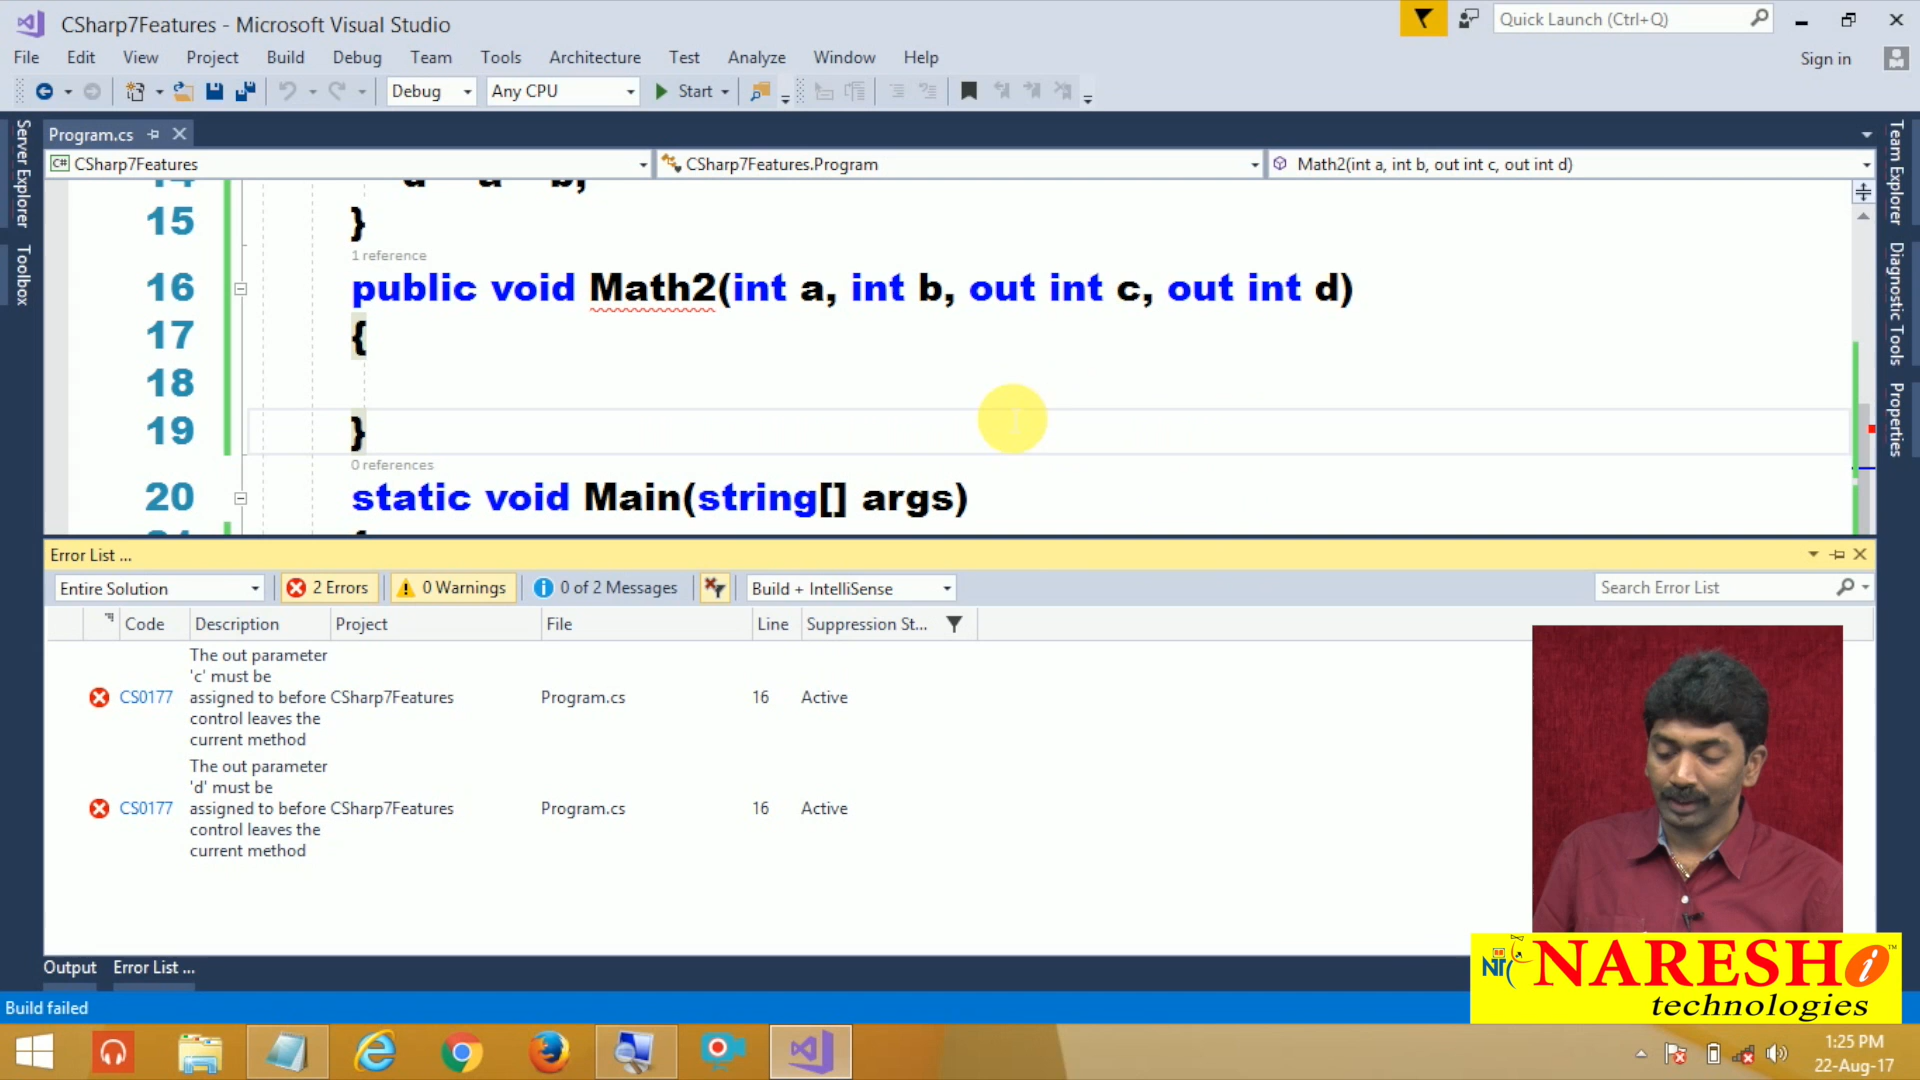 CSharp7Features - Microsoft Visual Studio
Quick Launch (Ctrl+Q)
File Edit View Project Build Debug Team Tools Architecture Test Analyze Window Help
Sign in
Debug Any CPU Start
Server Explorer
Toolbox
Program.cs
Team Explorer
Diagnostic Tools
Properties
C# CSharp7Features
CSharp7Features.Program
Math2(int a, int b, out int c, out int d)
15 }
1 reference
16 public void Math2(int a, int b, out int c, out int d)
17 {
18
19 }
0 references
20 static void Main(string[] args)
Error List ...
Entire Solution 2 Errors 0 Warnings 0 of 2 Messages Build + IntelliSense Search Error List
Code Description Project File Line Suppression St...
The out parameter
'c' must be
CS0177 assigned to before CSharp7Features Program.cs 16 Active
control leaves the
current method
The out parameter
'd' must be
CS0177 assigned to before CSharp7Features Program.cs 16 Active
control leaves the
current method
Output Error List ...
Build failed
NARESH i
technologies
1:25 PM
22-Aug-17